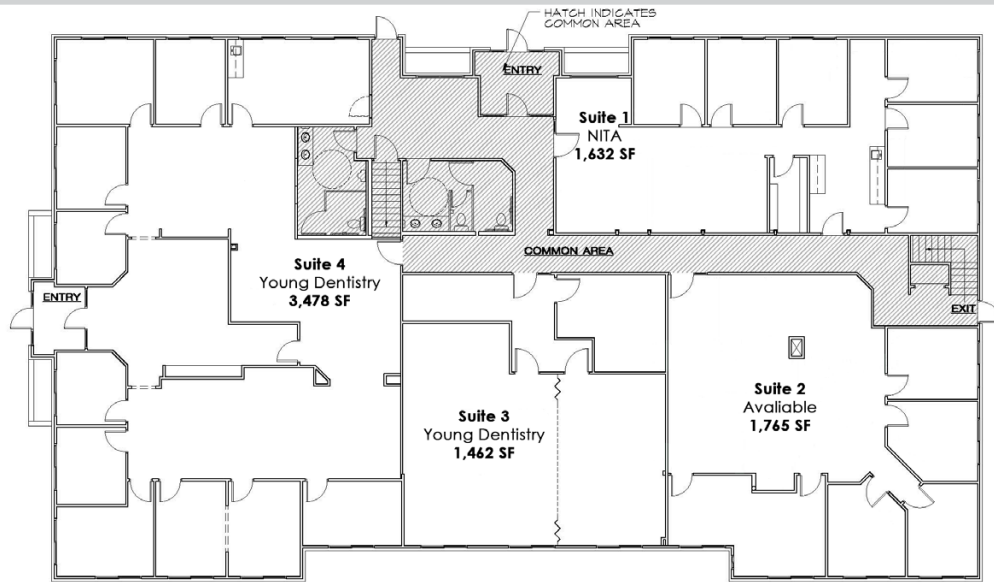 HATCH INDICATES
COMMON AREA
ENTRY
Suite 1
NITA
1,632 SF
COMMON AREA
Suite 4
Young Dentistry
3,478 SF
ENTRY
EXIT
Suite 2
Avaliable
1,765 SF
Suite 3
Young Dentistry
1,462 SF